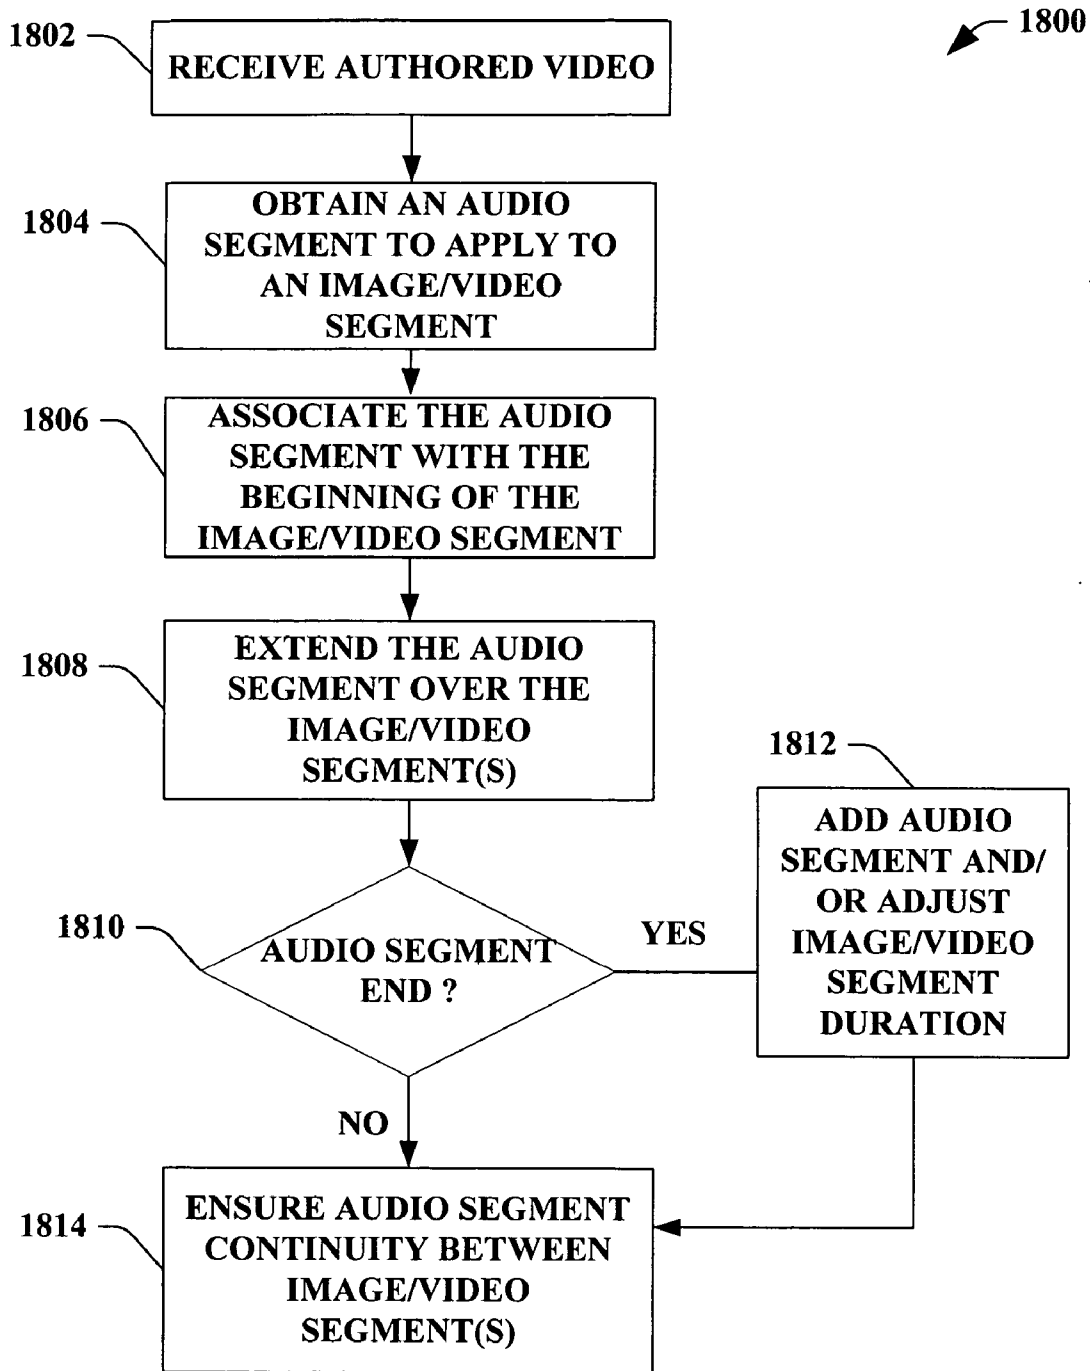 1800
1802
RECEIVE AUTHORED VIDEO
1804
OBTAIN AN AUDIO
SEGMENT TO APPLY TO
AN IMAGE/VIDEO
SEGMENT
1806
ASSOCIATE THE AUDIO
SEGMENT WITH THE
BEGINNING OF THE
IMAGE/VIDEO SEGMENT
1808
EXTEND THE AUDIO
SEGMENT OVER THE
IMAGE/VIDEO
SEGMENT(S)
1810
AUDIO SEGMENT
END ?
YES
1812
ADD AUDIO
SEGMENT AND/
OR ADJUST
IMAGE/VIDEO
SEGMENT
DURATION
NO
1814
ENSURE AUDIO SEGMENT
CONTINUITY BETWEEN
IMAGE/VIDEO
SEGMENT(S)